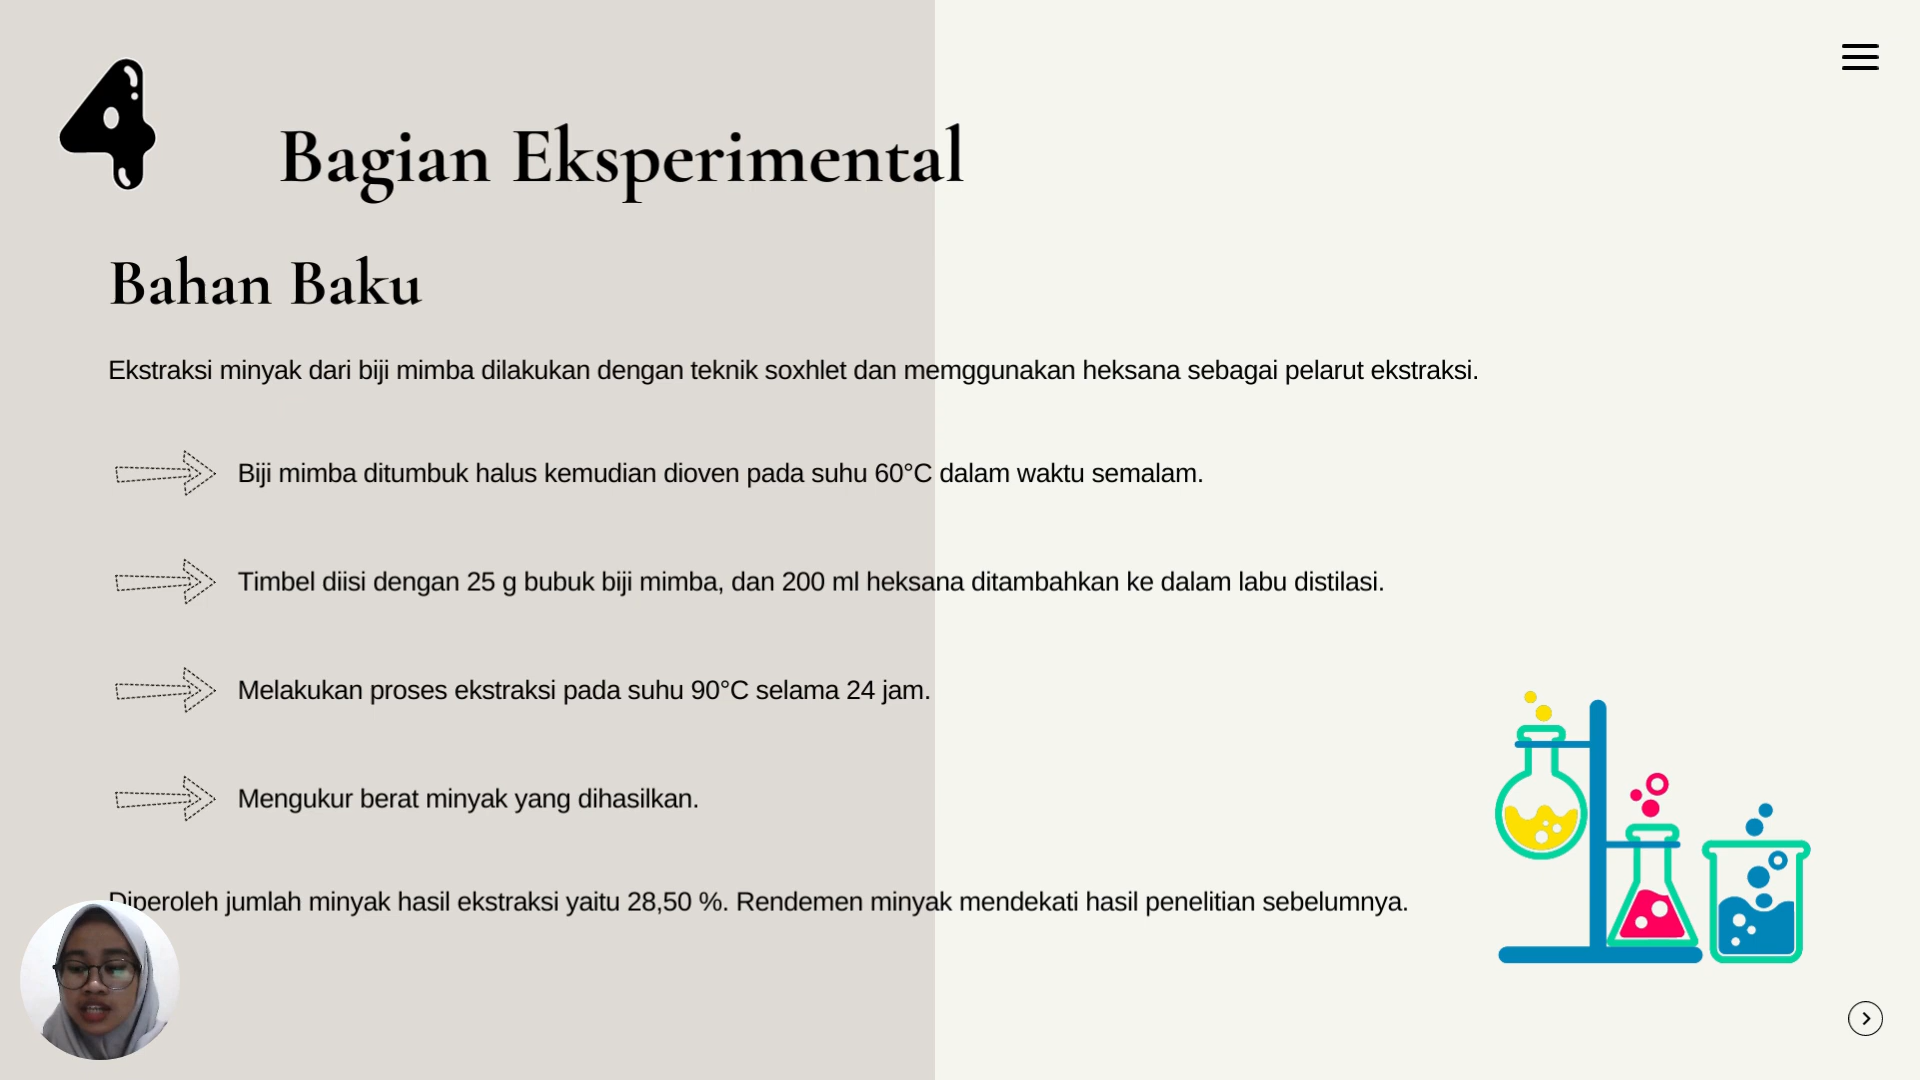 4
Bagian Eksperimental
Bahan Baku
Ekstraksi minyak dari biji mimba dilakukan dengan teknik soxhlet dan memggunakan heksana sebagai pelarut ekstraksi.
Biji mimba ditumbuk halus kemudian dioven pada suhu 60°C dalam waktu semalam.
Timbel diisi dengan 25 g bubuk biji mimba, dan 200 ml heksana ditambahkan ke dalam labu distilasi.
Melakukan proses ekstraksi pada suhu 90°C selama 24 jam.
Mengukur berat minyak yang dihasilkan.
Diperoleh jumlah minyak hasil ekstraksi yaitu 28,50 %. Rendemen minyak mendekati hasil penelitian sebelumnya.